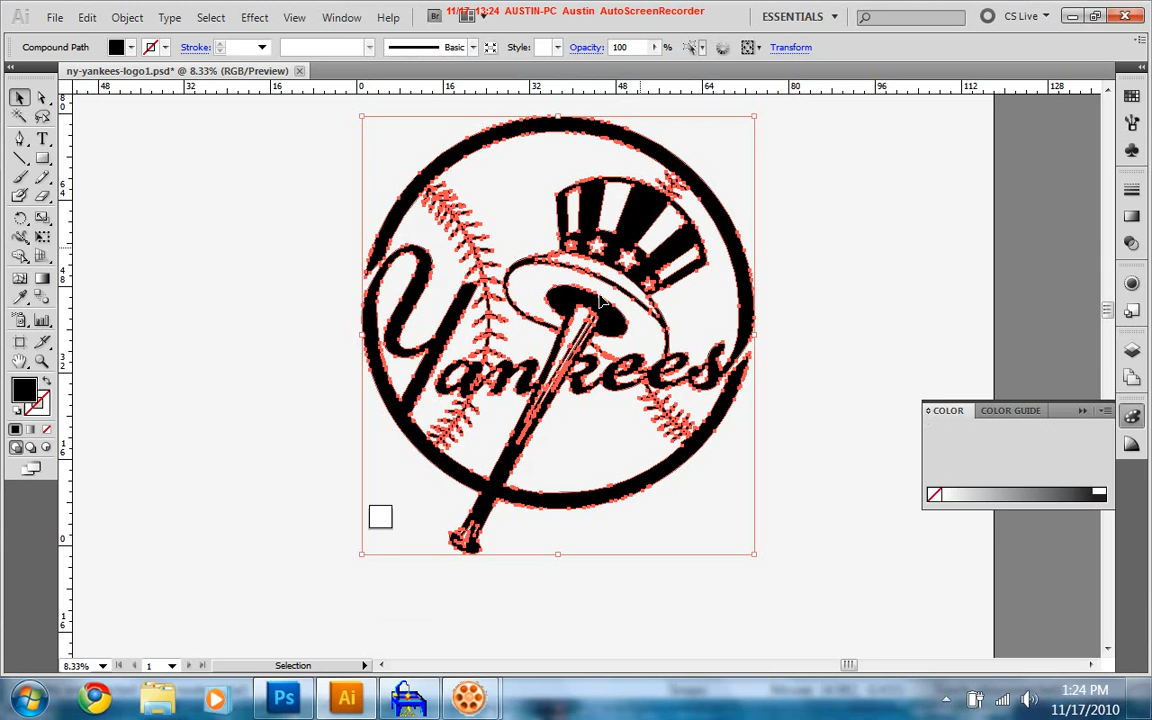 11/17 13:24 AUSTIN-PC Austin AutoScreenRecorder
Ai File Edit Object Type Select Effect View Window Help Br ESSENTIALS CS Live
Compound Path Stroke: Basic Style: Opacity: 100 % Transform
ny-yankees-logo1.psd* @ 8.33% (RGB/Preview)
48 32 16 0 16 32 48 64 80 96 112 128
Yankees
COLOR COLOR GUIDE
8.33% 1 Selection
Ps Ai
1:24 PM
11/17/2010